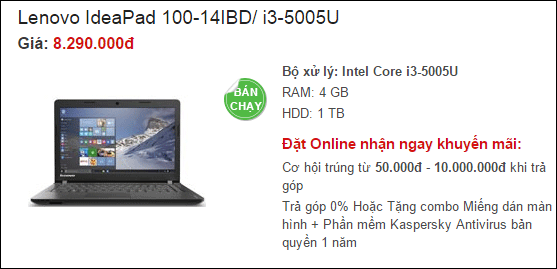 Lenovo IdeaPad 100-14IBD/ i3-5005U
Giá: 8.290.000đ
BÁN
CHẠY
Bộ xử lý: Intel Core i3-5005U
RAM: 4 GB
HDD: 1 TB
Đặt Online nhận ngay khuyến mãi:
Cơ hội trúng từ 50.000đ - 10.000.000đ khi trả
góp
Trả góp 0% Hoặc Tặng combo Miếng dán màn
hình + Phần mềm Kaspersky Antivirus bản
quyền 1 năm